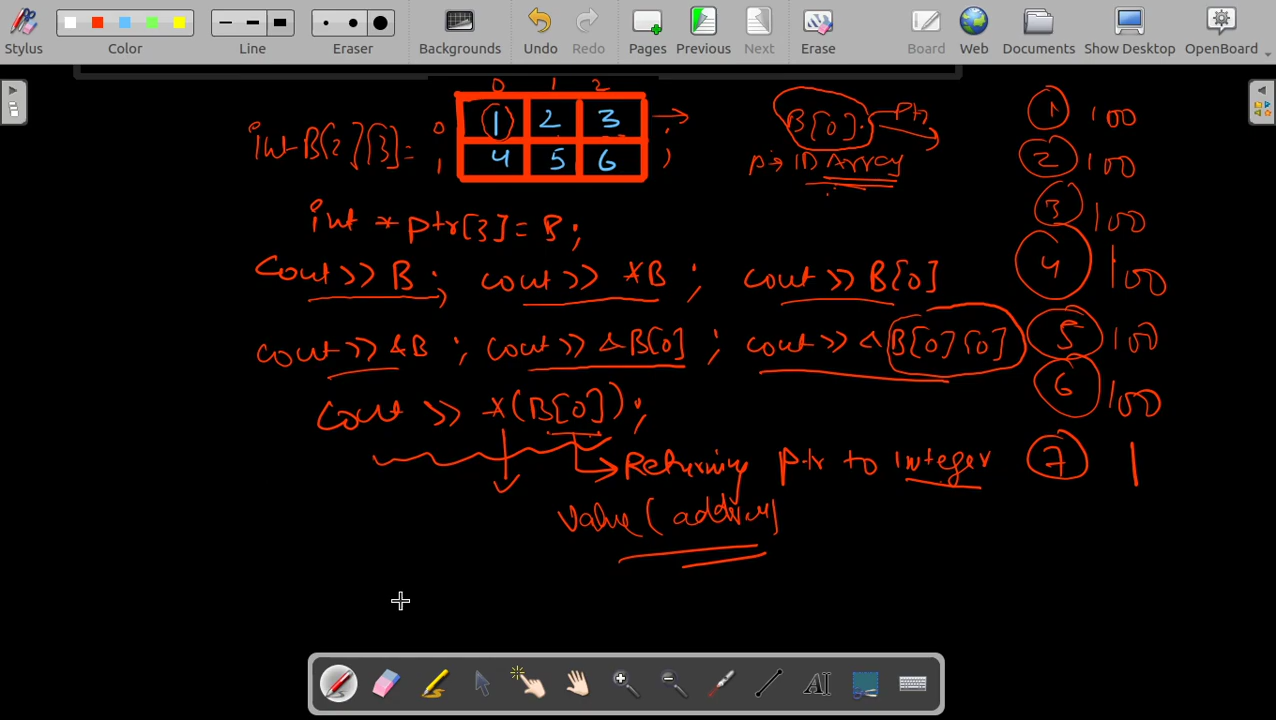 Stylus Color Line Eraser Backgrounds Undo Redo Pages Previous Next Erase Board Web Documents Show Desktop OpenBoard
0 1 2
int B[2][3]= 0 1 2 3 B[0]. Ptr ① 100
1 4 5 6 P→ 1D Array ② 100
int *ptr[3]= B; ③ 100
Cout>> B; cout>> *B; cout>> B[0] ④ 100
cout>> &B; cout>> &B[0]; cout>> &B[0][0] ⑤ 100
⑥ 100
Cout >> *(B[0]);
Returning ptr to integer ⑦ 1
value(address)
AI